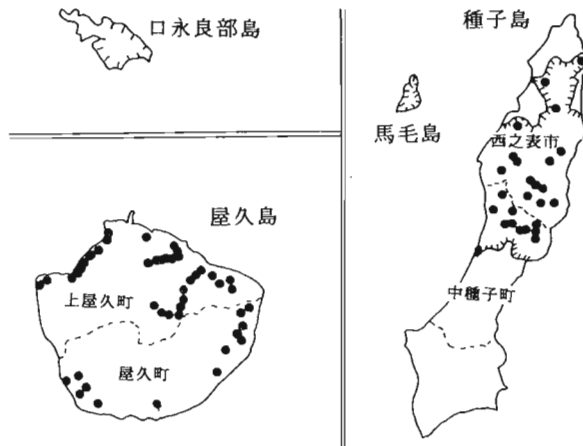 口永良部島
種子島
馬毛島
西之表市
屋久島
上屋久町
中種子町
屋久町